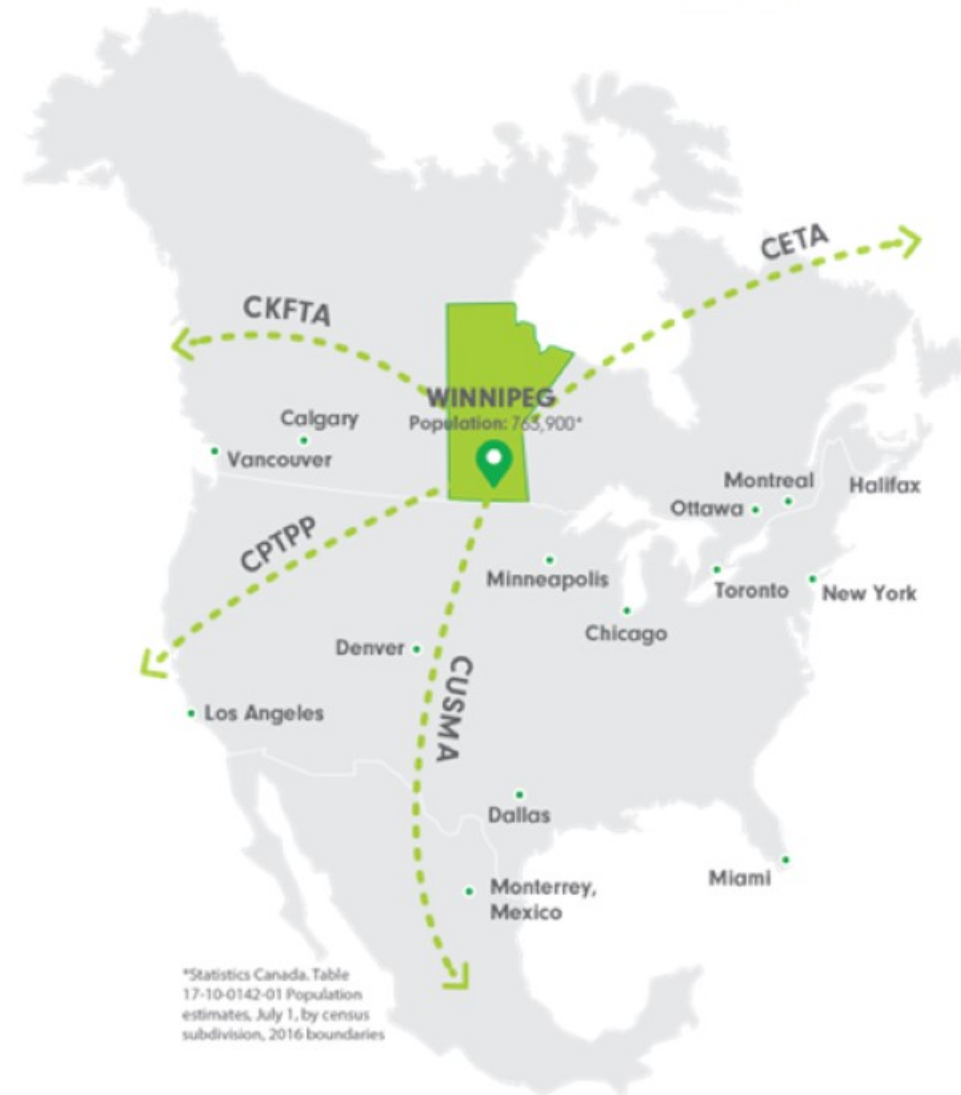 CETA
CKFTA
WINNIPEG
Population: 763,900*
Calgary
Vancouver
Montreal
Halifax
Ottawa
CPTPP
Minneapolis
Toronto
New York
Chicago
Denver
CUSMA
Los Angeles
Dallas
Miami
Monterrey,
Mexico
*Statistics Canada. Table
17-10-0142-01 Population
estimates, July 1, by census
subdivision, 2016 boundaries